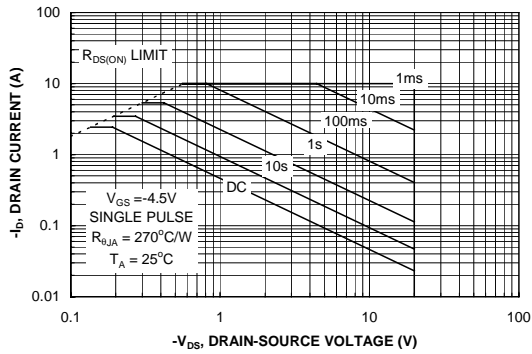 100
10
1
0.1
0.01
-I_D, DRAIN CURRENT (A)
R_DS(ON) LIMIT
1ms
10ms
100ms
1s
10s
DC
V_GS =-4.5V
SINGLE PULSE
R_θJA = 270°C/W
T_A = 25°C
0.1 1 10 100
-V_DS, DRAIN-SOURCE VOLTAGE (V)